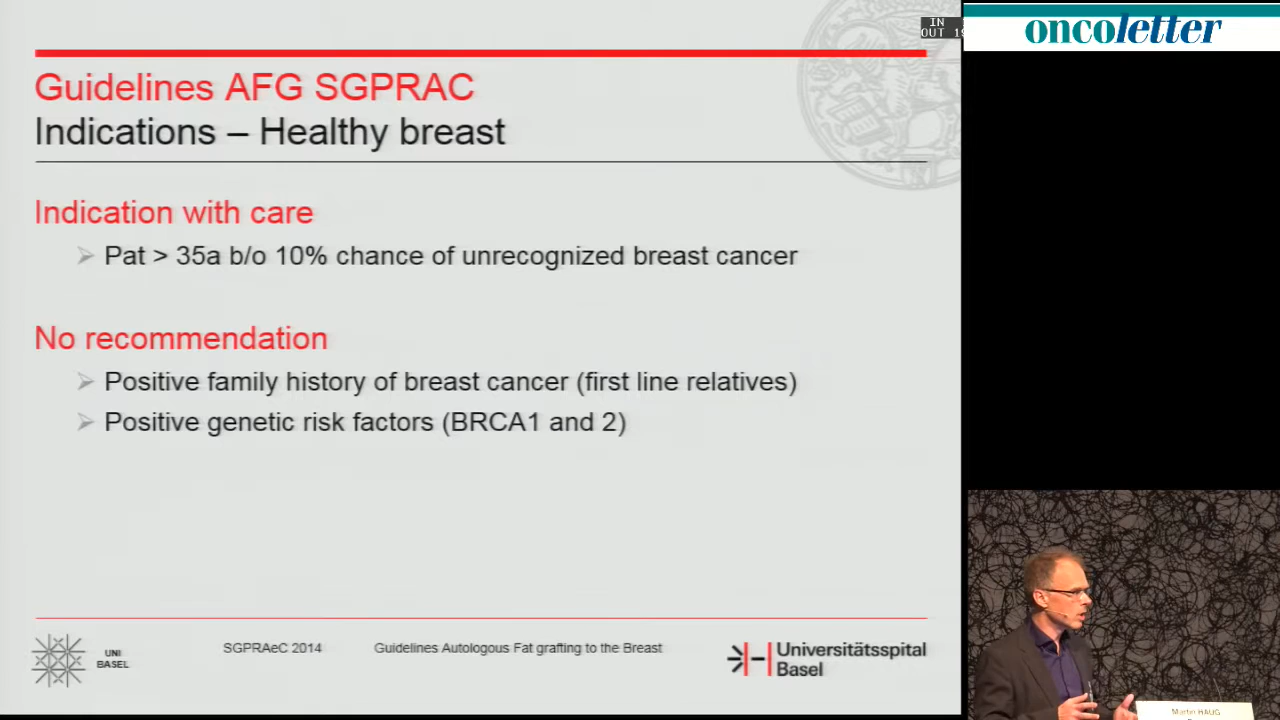 IN
OUT
oncoletter
Guidelines AFG SGPRAC
Indications – Healthy breast
Indication with care
Pat > 35a b/o 10% chance of unrecognized breast cancer
No recommendation
Positive family history of breast cancer (first line relatives)
Positive genetic risk factors (BRCA1 and 2)
UNI
BASEL
SGPRAeC 2014
Guidelines Autologous Fat grafting to the Breast
Universitätsspital
Basel
Martin HAUG